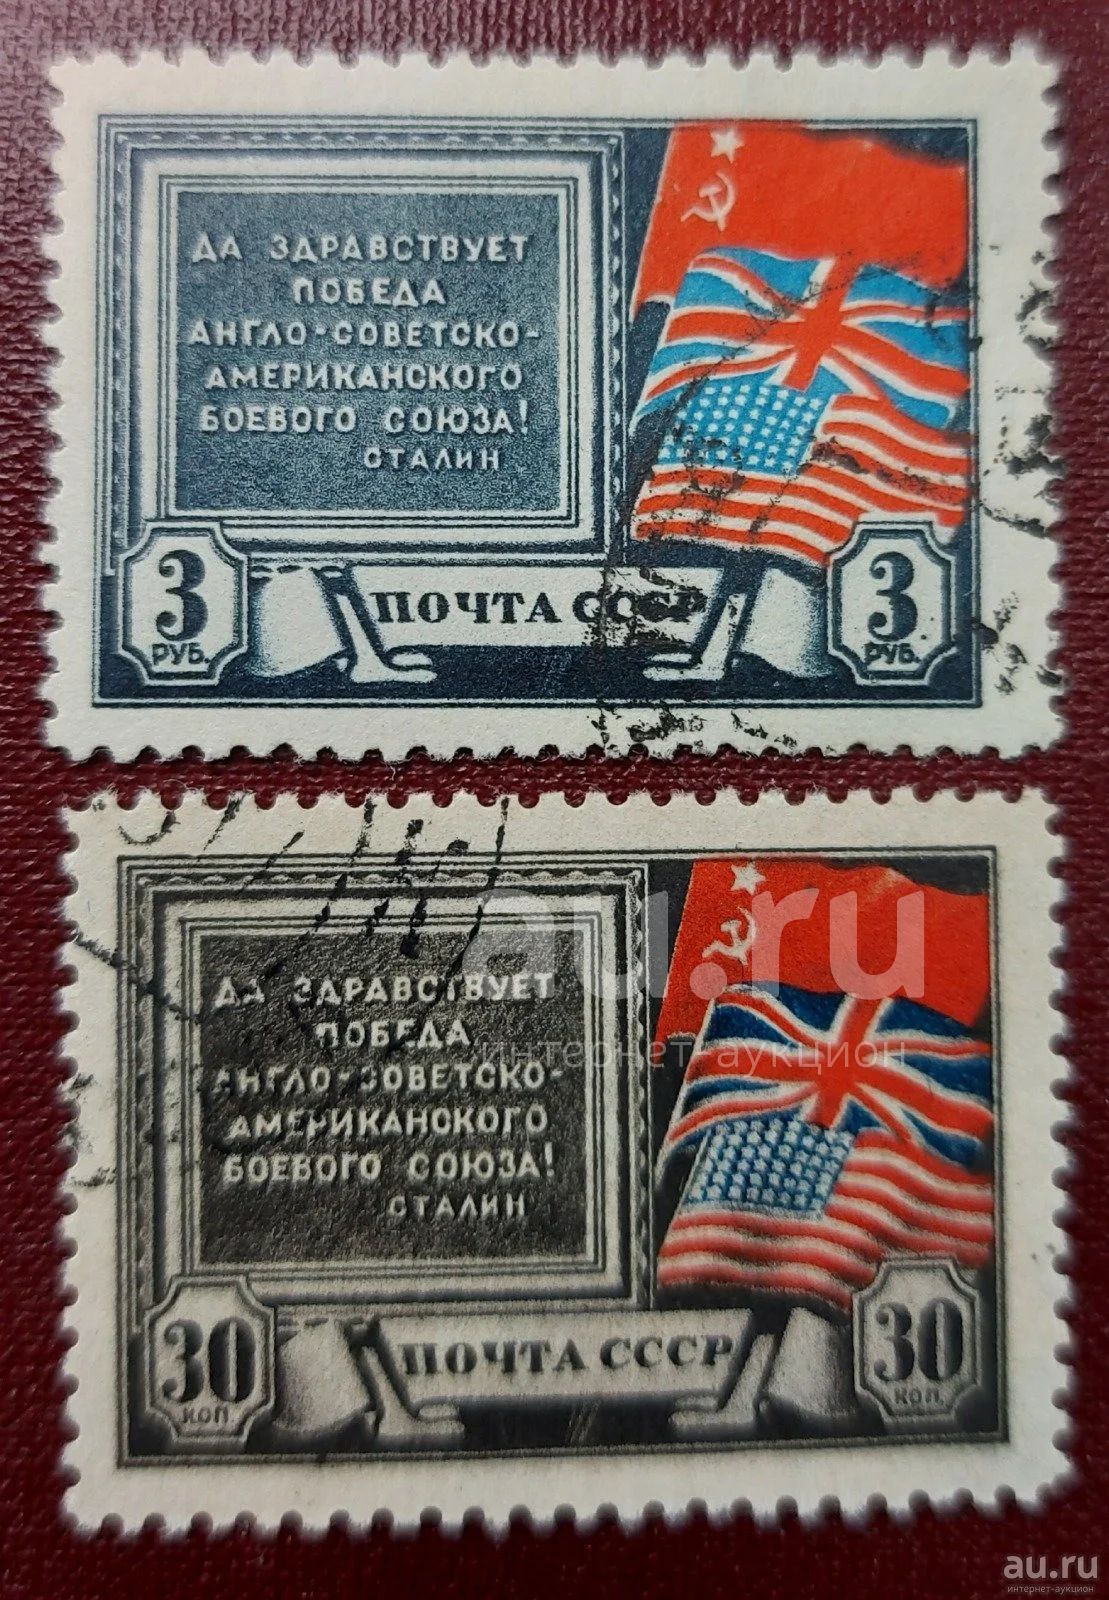 ДА ЗДРАВСТВУЕТ
ПОБЕДА
АНГЛО-СОВЕТСКО-
АМЕРИКАНСКОГО
БОЕВОГО СОЮЗА!
СТАЛИН
3 РУБ.
ПОЧТА СССР
3 РУБ.
ДА ЗДРАВСТВУЕТ
ПОБЕДА
АНГЛО-СОВЕТСКО-
АМЕРИКАНСКОГО
БОЕВОГО СОЮЗА!
СТАЛИН
30 КОП.
ПОЧТА СССР
30 КОП.
au.ru
интернет-аукцион
au.ru
интернет-аукцион